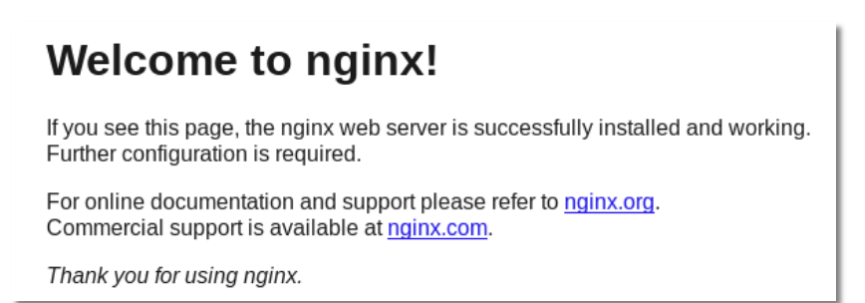 Welcome to nginx!
If you see this page, the nginx web server is successfully installed and working.
Further configuration is required.
For online documentation and support please refer to nginx.org.
Commercial support is available at nginx.com.
Thank you for using nginx.